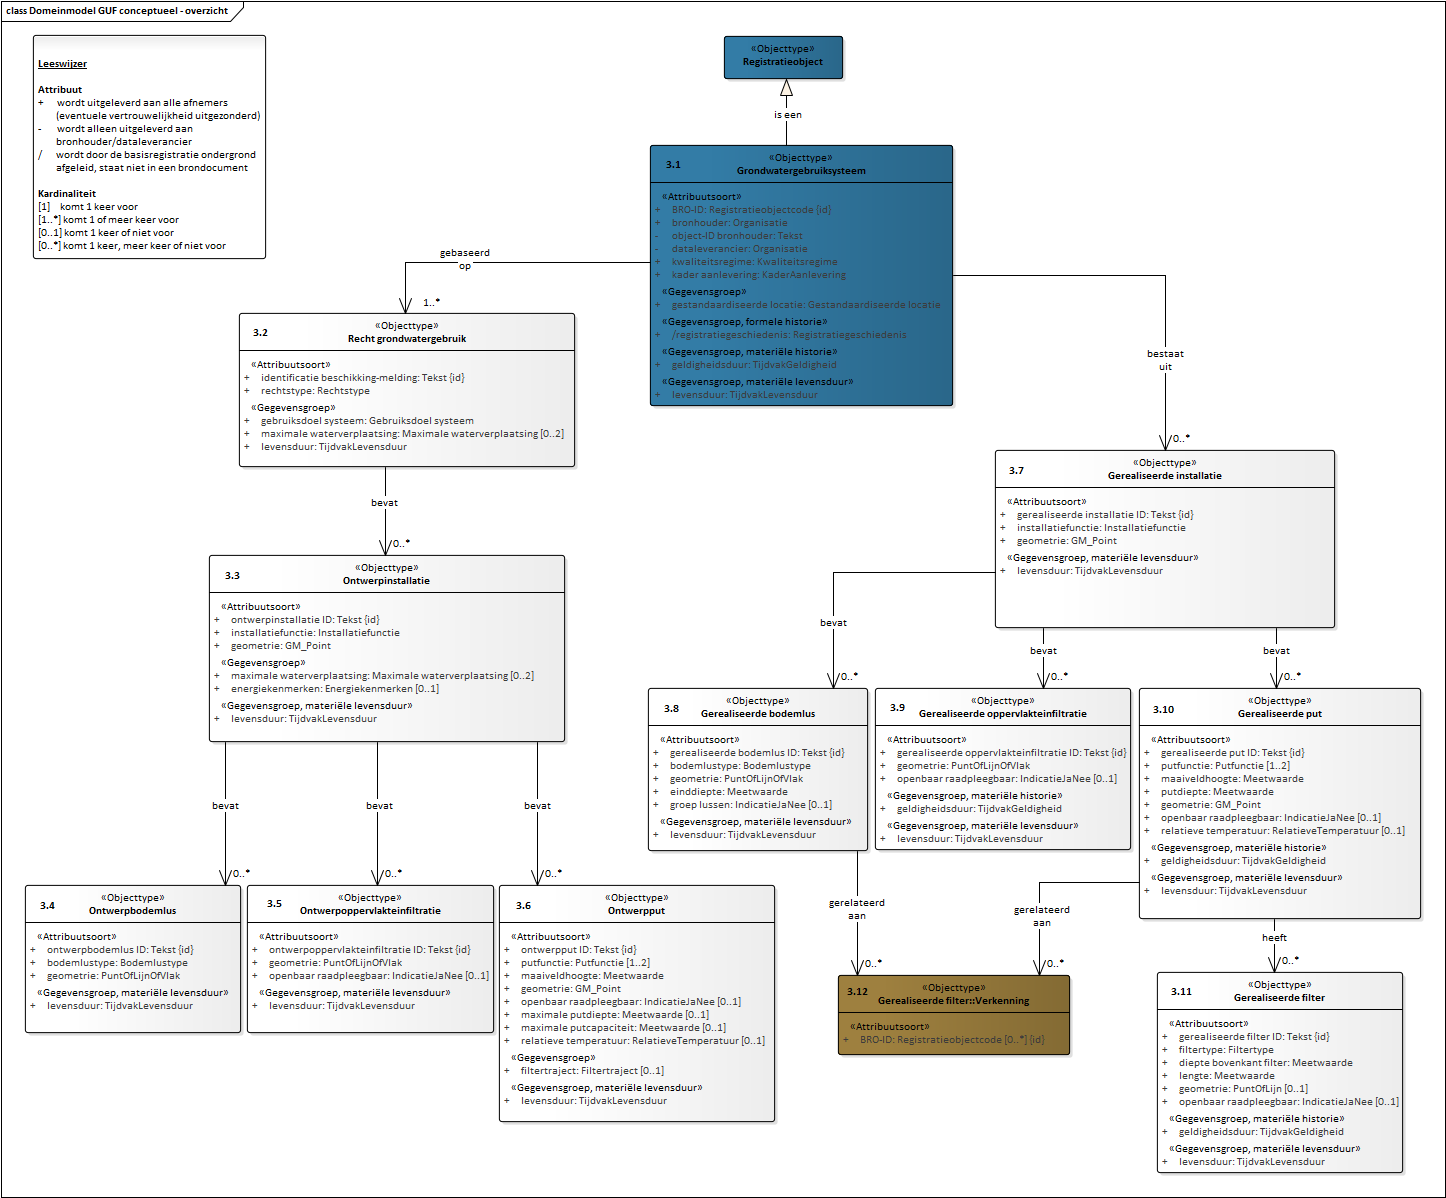 class Domeinmodel GUF conceptueel - overzicht
Leeswijzer
Attribuut
+ wordt uitgeleverd aan alle afnemers
(eventuele vertrouwelijkheid uitgezonderd)
- wordt alleen uitgeleverd aan
bronhouder/dataleverancier
/ wordt door de basisregistratie ondergrond
afgeleid, staat niet in een brondocument
Kardinaliteit
[1] komt 1 keer voor
[1..*] komt 1 of meer keer voor
[0..1] komt 1 keer of niet voor
[0..*] komt 1 keer, meer keer of niet voor
«Objecttype»
Registratieobject
is een
3.1
«Objecttype»
Grondwatergebruiksysteem
«Attribuutsoort»
+ BRO-ID: Registratieobjectcode {id}
+ bronhouder: Organisatie
- object-ID bronhouder: Tekst
- dataleverancier: Organisatie
+ kwaliteitsregime: Kwaliteitsregime
+ kader aanlevering: KaderAanlevering
«Gegevensgroep»
+ gestandaardiseerde locatie: Gestandaardiseerde locatie
«Gegevensgroep, formele historie»
+ /registratiegeschiedenis: Registratiegeschiedenis
«Gegevensgroep, materiële historie»
+ geldigheidsduur: TijdvakGeldigheid
«Gegevensgroep, materiële levensduur»
+ levensduur: TijdvakLevensduur
gebaseerd
op
1..*
3.2
«Objecttype»
Recht grondwatergebruik
«Attribuutsoort»
+ identificatie beschikking-melding: Tekst {id}
+ rechtstype: Rechtstype
«Gegevensgroep»
+ gebruiksdoel systeem: Gebruiksdoel systeem
+ maximale waterverplaatsing: Maximale waterverplaatsing [0..2]
+ levensduur: TijdvakLevensduur
bevat
0..*
3.3
«Objecttype»
Ontwerpinstallatie
«Attribuutsoort»
+ ontwerpinstallatie ID: Tekst {id}
+ installatiefunctie: Installatiefunctie
+ geometrie: GM_Point
«Gegevensgroep»
+ maximale waterverplaatsing: Maximale waterverplaatsing [0..2]
+ energiekenmerken: Energiekenmerken [0..1]
«Gegevensgroep, materiële levensduur»
+ levensduur: TijdvakLevensduur
bevat
bevat
bevat
0..*
0..*
0..*
3.4
«Objecttype»
Ontwerpbodemlus
«Attribuutsoort»
+ ontwerpbodemlus ID: Tekst {id}
+ bodemlustype: Bodemlustype
+ geometrie: PuntOfLijnOfVlak
«Gegevensgroep, materiële levensduur»
+ levensduur: TijdvakLevensduur
3.5
«Objecttype»
Ontwerpoppervlakteinfiltratie
«Attribuutsoort»
+ ontwerpoppervlakteinfiltratie ID: Tekst {id}
+ geometrie: PuntOfLijnOfVlak
+ openbaar raadpleegbaar: IndicatieJaNee [0..1]
«Gegevensgroep, materiële levensduur»
+ levensduur: TijdvakLevensduur
3.6
«Objecttype»
Ontwerpput
«Attribuutsoort»
+ ontwerpput ID: Tekst {id}
+ putfunctie: Putfunctie [1..2]
+ maaiveldhoogte: Meetwaarde
+ geometrie: GM_Point
+ openbaar raadpleegbaar: IndicatieJaNee [0..1]
+ maximale putdiepte: Meetwaarde [0..1]
+ maximale putcapaciteit: Meetwaarde [0..1]
+ relatieve temperatuur: RelatieveTemperatuur [0..1]
«Gegevensgroep»
+ filtertraject: Filtertraject [0..1]
«Gegevensgroep, materiële levensduur»
+ levensduur: TijdvakLevensduur
bestaat
uit
0..*
3.7
«Objecttype»
Gerealiseerde installatie
«Attribuutsoort»
+ gerealiseerde installatie ID: Tekst {id}
+ installatiefunctie: Installatiefunctie
+ geometrie: GM_Point
«Gegevensgroep, materiële levensduur»
+ levensduur: TijdvakLevensduur
bevat
bevat
bevat
0..*
0..*
0..*
3.8
«Objecttype»
Gerealiseerde bodemlus
«Attribuutsoort»
+ gerealiseerde bodemlus ID: Tekst {id}
+ bodemlustype: Bodemlustype
+ geometrie: PuntOfLijnOfVlak
+ einddiepte: Meetwaarde
+ groep lussen: IndicatieJaNee [0..1]
«Gegevensgroep, materiële levensduur»
+ levensduur: TijdvakLevensduur
3.9
«Objecttype»
Gerealiseerde oppervlakteinfiltratie
«Attribuutsoort»
+ gerealiseerde oppervlakteinfiltratie ID: Tekst {id}
+ geometrie: PuntOfLijnOfVlak
+ openbaar raadpleegbaar: IndicatieJaNee [0..1]
«Gegevensgroep, materiële historie»
+ geldigheidsduur: TijdvakGeldigheid
«Gegevensgroep, materiële levensduur»
+ levensduur: TijdvakLevensduur
3.10
«Objecttype»
Gerealiseerde put
«Attribuutsoort»
+ gerealiseerde put ID: Tekst {id}
+ putfunctie: Putfunctie [1..2]
+ maaiveldhoogte: Meetwaarde
+ putdiepte: Meetwaarde
+ geometrie: GM_Point
+ openbaar raadpleegbaar: IndicatieJaNee [0..1]
+ relatieve temperatuur: RelatieveTemperatuur [0..1]
«Gegevensgroep, materiële historie»
+ geldigheidsduur: TijdvakGeldigheid
«Gegevensgroep, materiële levensduur»
+ levensduur: TijdvakLevensduur
gerelateerd
aan
gerelateerd
aan
heeft
0..*
0..*
0..*
3.12
«Objecttype»
Gerealiseerde filter::Verkenning
«Attribuutsoort»
+ BRO-ID: Registratieobjectcode [0..*] {id}
3.11
«Objecttype»
Gerealiseerde filter
«Attribuutsoort»
+ gerealiseerde filter ID: Tekst {id}
+ filtertype: Filtertype
+ diepte bovenkant filter: Meetwaarde
+ lengte: Meetwaarde
+ geometrie: PuntOfLijn [0..1]
+ openbaar raadpleegbaar: IndicatieJaNee [0..1]
«Gegevensgroep, materiële historie»
+ geldigheidsduur: TijdvakGeldigheid
«Gegevensgroep, materiële levensduur»
+ levensduur: TijdvakLevensduur